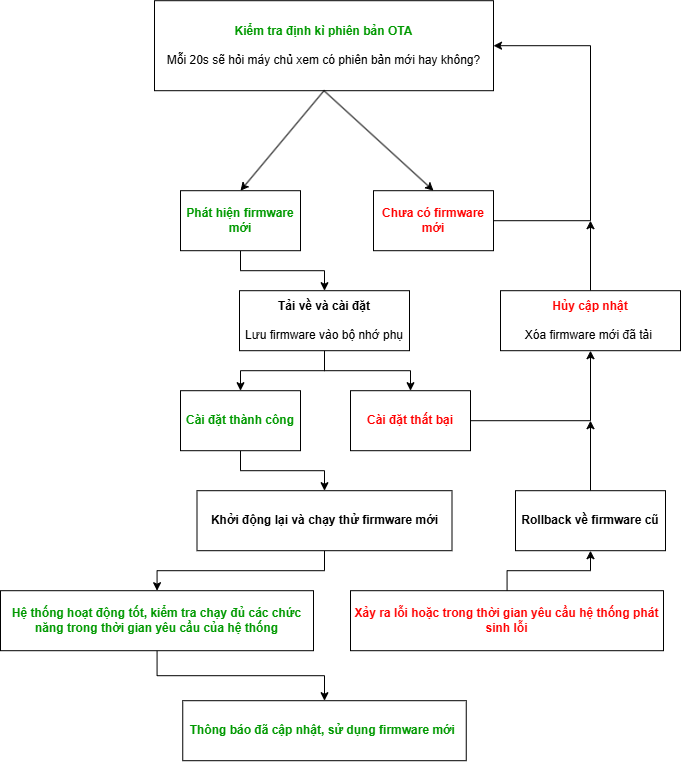 Kiểm tra định kì phiên bản OTA
Mỗi 20s sẽ hỏi máy chủ xem có phiên bản mới hay không?
Phát hiện firmware
mới
Chưa có firmware
mới
Tải về và cài đặt
Lưu firmware vào bộ nhớ phụ
Hủy cập nhật
Xóa firmware mới đã tải
Cài đặt thành công
Cài đặt thất bại
Khởi động lại và chạy thử firmware mới
Rollback về firmware cũ
Hệ thống hoạt động tốt, kiểm tra chạy đủ các chức
năng trong thời gian yêu cầu của hệ thống
Xảy ra lỗi hoặc trong thời gian yêu cầu hệ thống phát
sinh lỗi
Thông báo đã cập nhật, sử dụng firmware mới